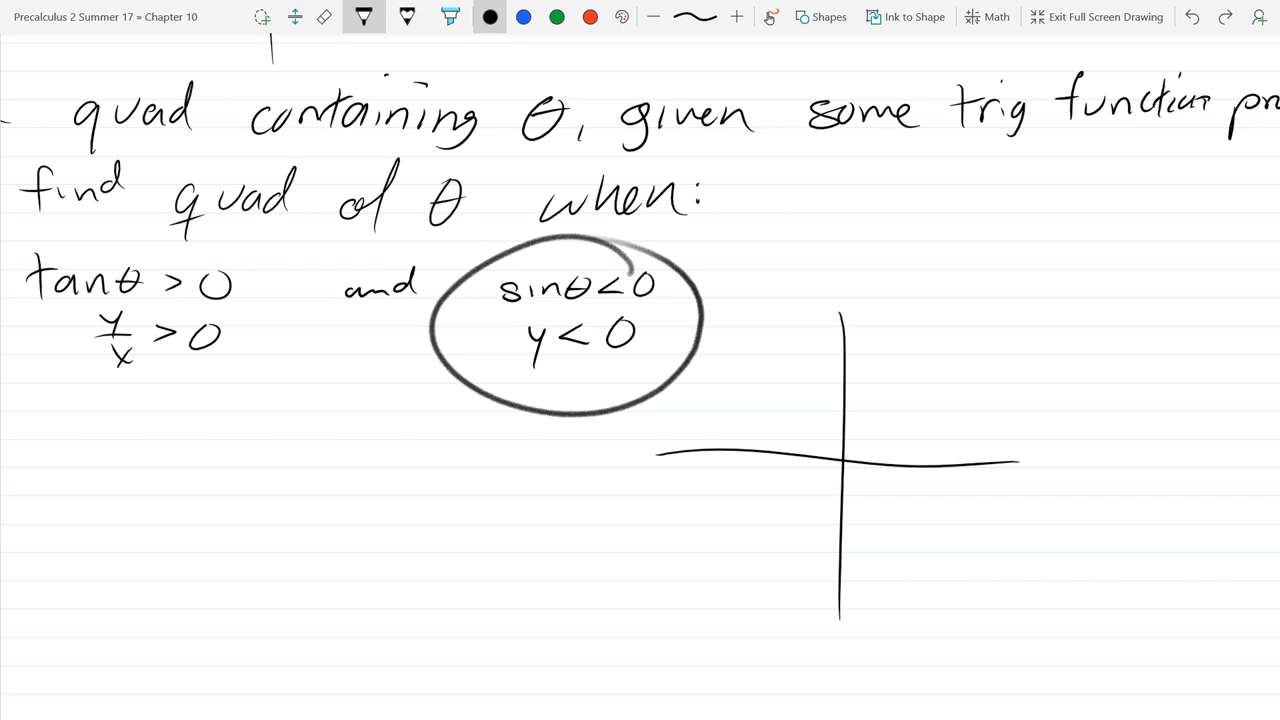 Precalculus 2 Summer 17 » Chapter 10 Shapes Ink to Shape Math Exit Full Screen Drawing
quad containing θ, given some trig function
find quad of θ when:
tanθ > 0 and sinθ < 0
y/x > 0 y < 0